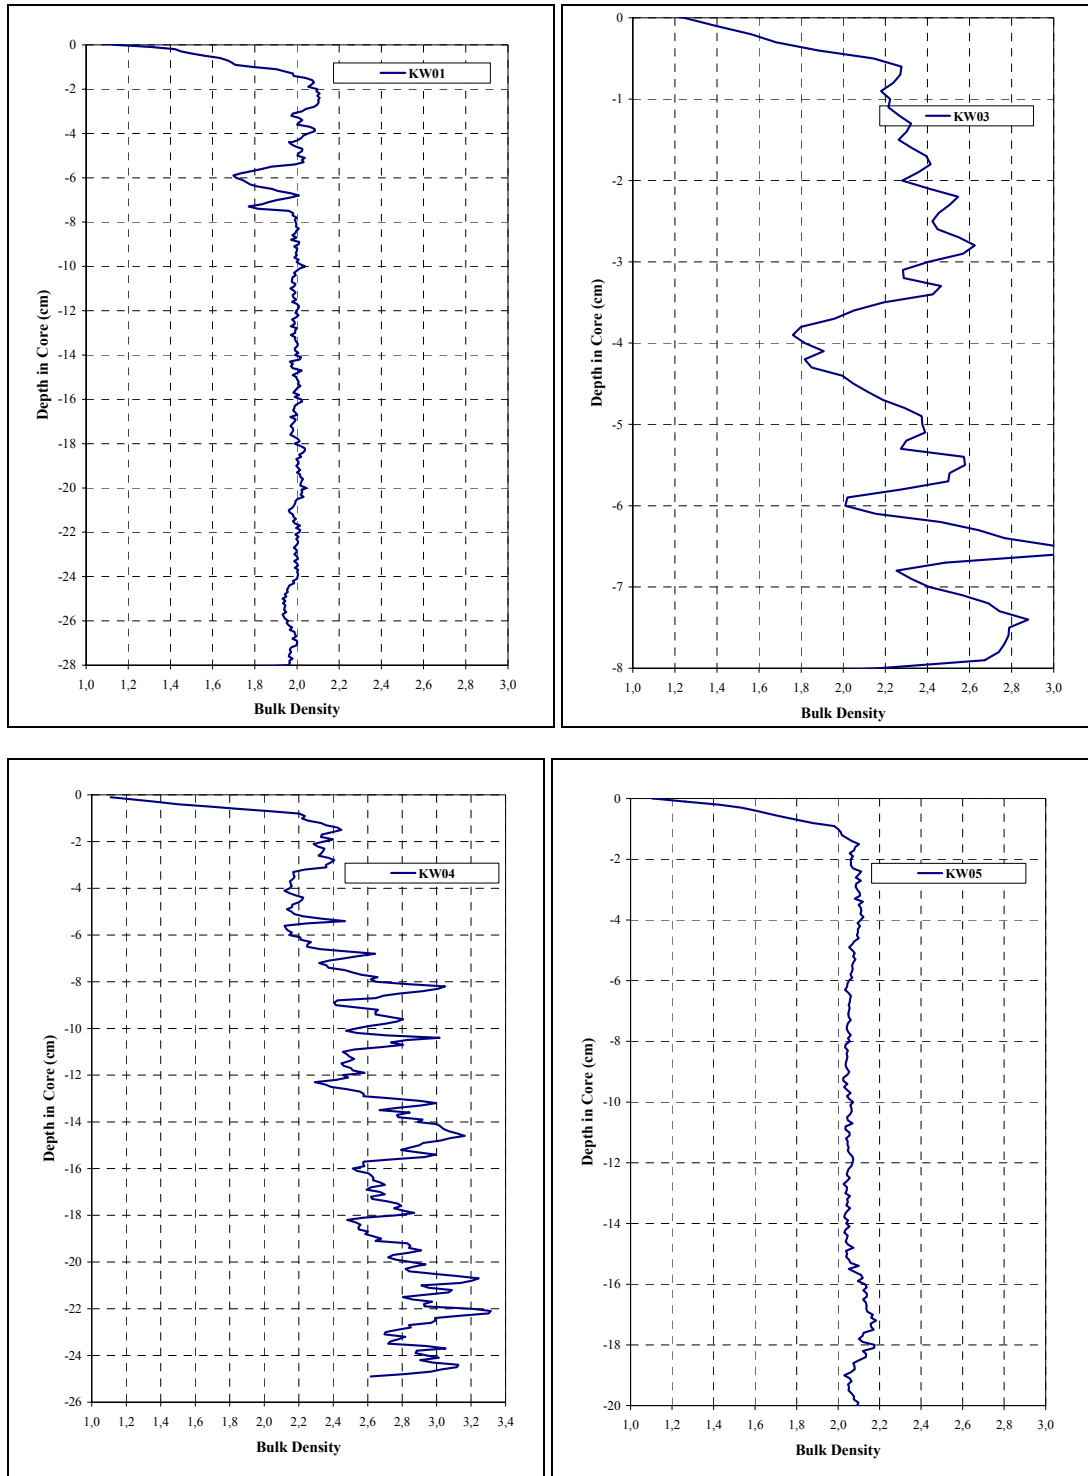 0
-2
-4
-6
-8
-10
-12
-14
-16
-18
-20
-22
-24
-26
-28
1,0 1,2 1,4 1,6 1,8 2,0 2,2 2,4 2,6 2,8 3,0
Bulk Density
Depth in Core (cm)
KW01
0
-1
-2
-3
-4
-5
-6
-7
-8
1,0 1,2 1,4 1,6 1,8 2,0 2,2 2,4 2,6 2,8 3,0
Bulk Density
Depth in Core (cm)
KW03
0
-2
-4
-6
-8
-10
-12
-14
-16
-18
-20
-22
-24
-26
1,0 1,4 1,8 2,2 2,6 3,0 3,4
1,2 1,6 2,0 2,4 2,8 3,2
Bulk Density
Depth in Core (cm)
KW04
0
-2
-4
-6
-8
-10
-12
-14
-16
-18
-20
1,0 1,2 1,4 1,6 1,8 2,0 2,2 2,4 2,6 2,8 3,0
Bulk Density
Depth in Core (cm)
KW05